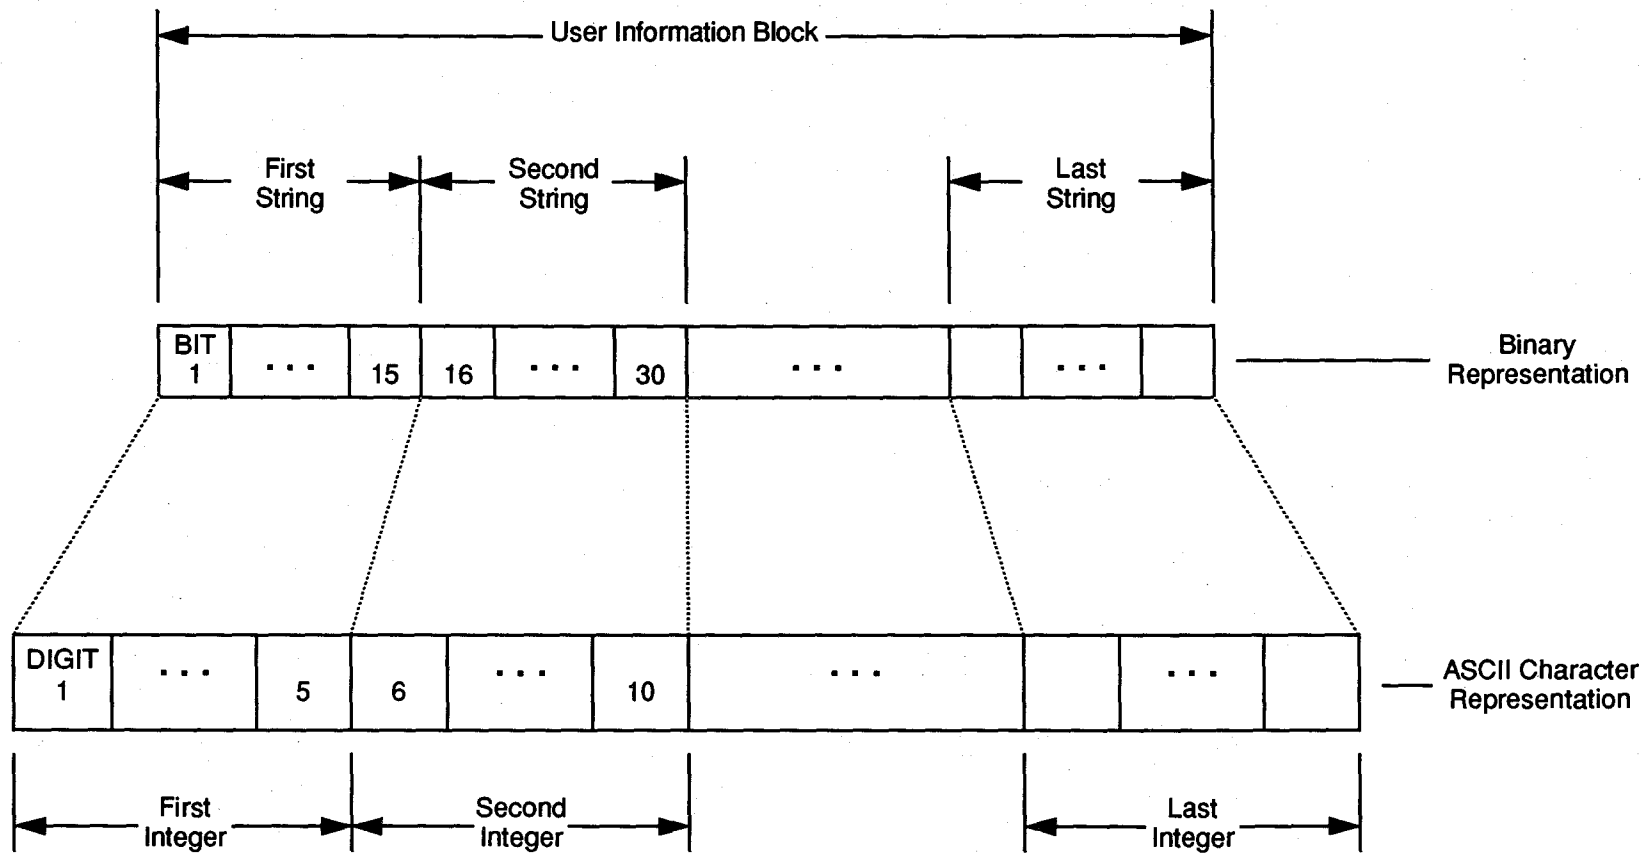 User Information Block
First
String
Second
String
Last
String
BIT
1
...
15
16
...
30
...
...
Binary
Representation
DIGIT
1
...
5
6
...
10
...
...
ASCII Character
Representation
First
Integer
Second
Integer
Last
Integer